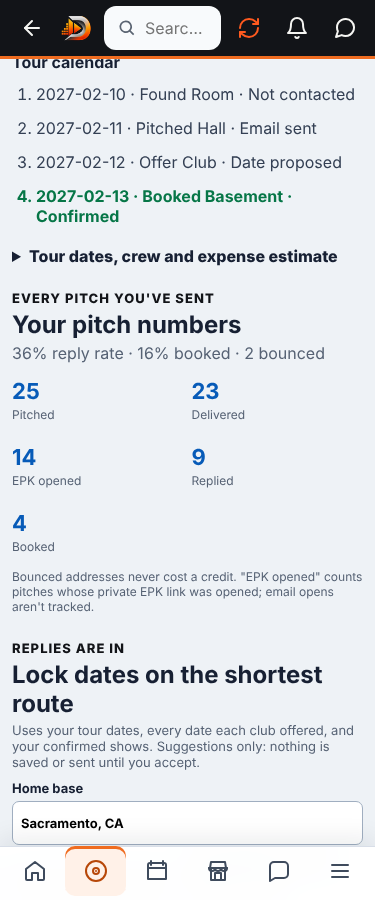 Searc...
Tour calendar
1. 2027-02-10 · Found Room · Not contacted
2. 2027-02-11 · Pitched Hall · Email sent
3. 2027-02-12 · Offer Club · Date proposed
4. 2027-02-13 · Booked Basement ·
Confirmed
Tour dates, crew and expense estimate
EVERY PITCH YOU'VE SENT
Your pitch numbers
36% reply rate · 16% booked · 2 bounced
25 23
Pitched Delivered
14 9
EPK opened Replied
4
Booked
Bounced addresses never cost a credit. "EPK opened" counts
pitches whose private EPK link was opened; email opens
aren't tracked.
REPLIES ARE IN
Lock dates on the shortest
route
Uses your tour dates, every date each club offered, and
your confirmed shows. Suggestions only: nothing is
saved or sent until you accept.
Home base
Sacramento, CA